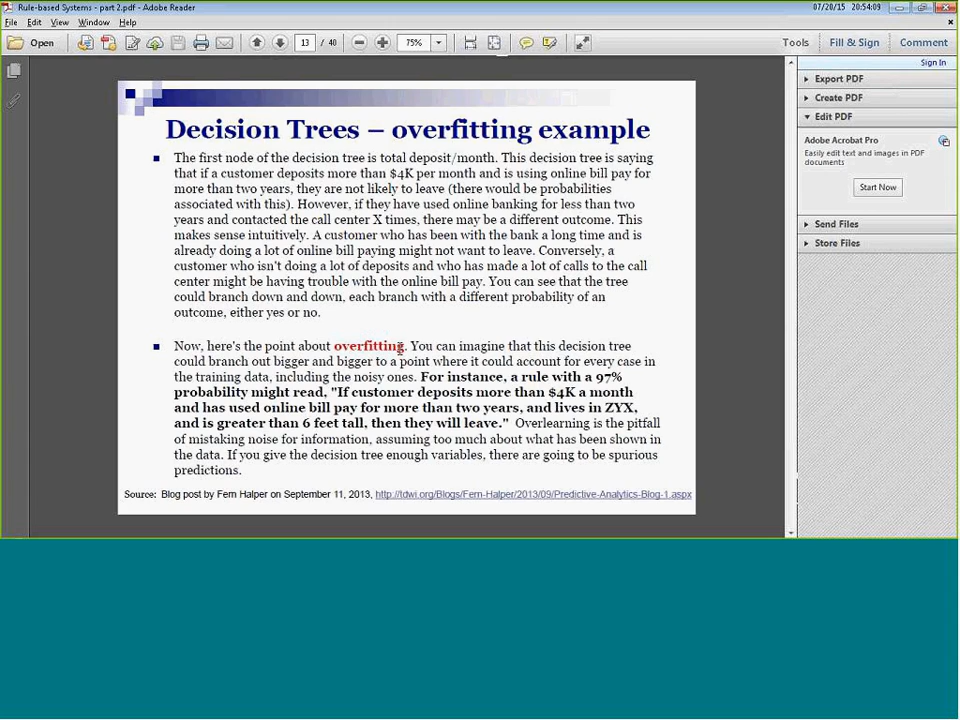 Rule-based Systems - part 2.pdf - Adobe Reader
07/20/15 20:54:09
File Edit View Window Help
Open 13 / 40 75% Tools Fill & Sign Comment
Sign In
Export PDF
Create PDF
Edit PDF
Adobe Acrobat Pro
Easily edit text and images in PDF
documents
Start Now
Send Files
Store Files
Decision Trees – overfitting example
The first node of the decision tree is total deposit/month. This decision tree is saying
that if a customer deposits more than $4K per month and is using online bill pay for
more than two years, they are not likely to leave (there would be probabilities
associated with this). However, if they have used online banking for less than two
years and contacted the call center X times, there may be a different outcome. This
makes sense intuitively. A customer who has been with the bank a long time and is
already doing a lot of online bill paying might not want to leave. Conversely, a
customer who isn't doing a lot of deposits and who has made a lot of calls to the call
center might be having trouble with the online bill pay. You can see that the tree
could branch down and down, each branch with a different probability of an
outcome, either yes or no.
Now, here's the point about overfitting. You can imagine that this decision tree
could branch out bigger and bigger to a point where it could account for every case in
the training data, including the noisy ones. For instance, a rule with a 97%
probability might read, "If customer deposits more than $4K a month
and has used online bill pay for more than two years, and lives in ZYX,
and is greater than 6 feet tall, then they will leave." Overlearning is the pitfall
of mistaking noise for information, assuming too much about what has been shown in
the data. If you give the decision tree enough variables, there are going to be spurious
predictions.
Source: Blog post by Fern Halper on September 11, 2013, http://tdwi.org/Blogs/Fern-Halper/2013/09/Predictive-Analytics-Blog-1.aspx